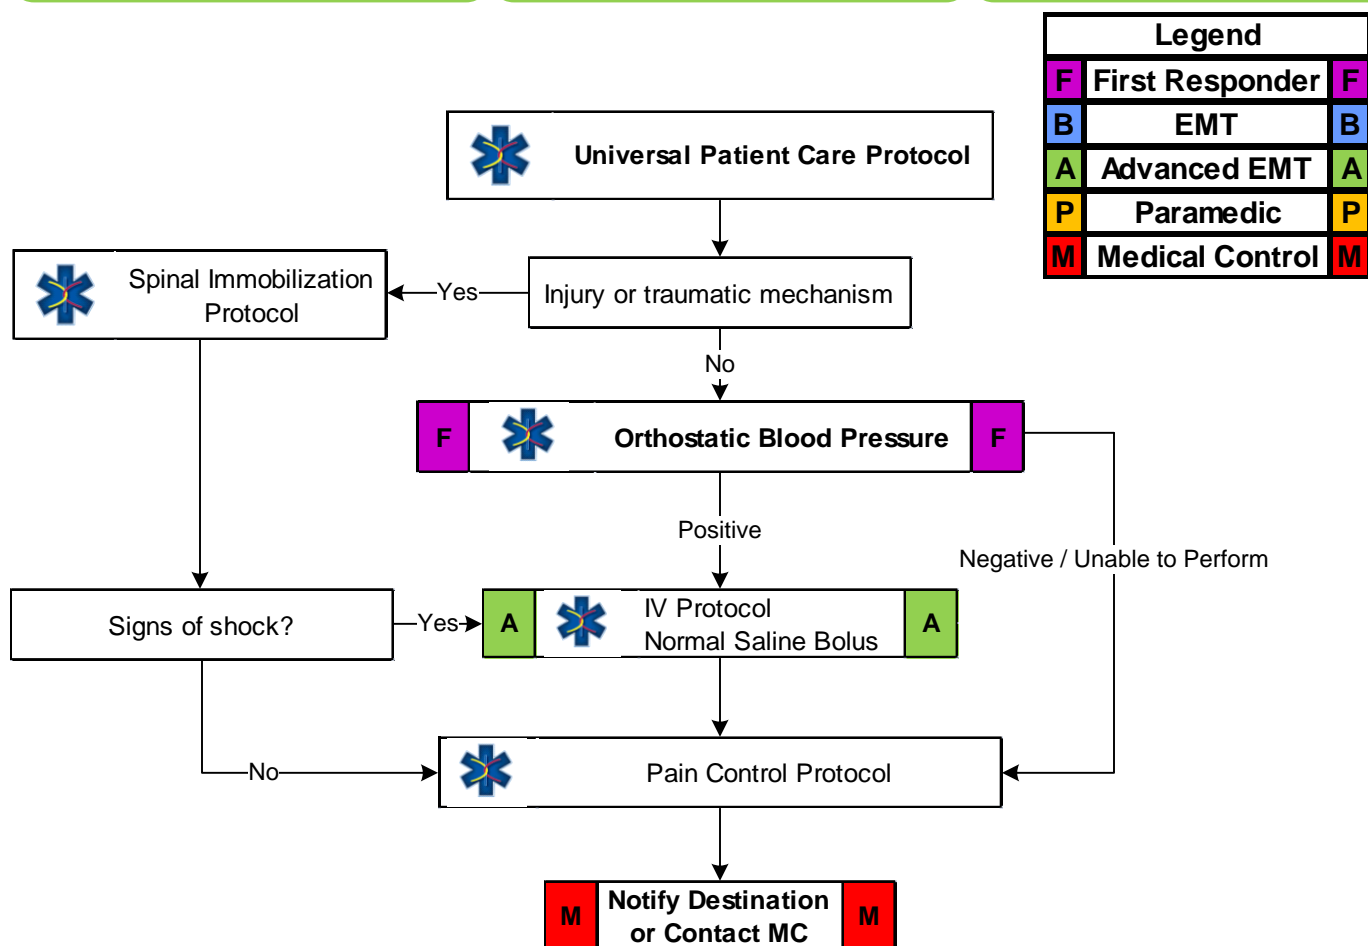 Legend
F First Responder F
B EMT B
A Advanced EMT A
P Paramedic P
M Medical Control M
Universal Patient Care Protocol
Spinal Immobilization
Protocol
Yes
Injury or traumatic mechanism
No
F Orthostatic Blood Pressure F
Positive
Negative / Unable to Perform
Signs of shock?
Yes
A IV Protocol A
Normal Saline Bolus
No
Pain Control Protocol
M Notify Destination M
or Contact MC